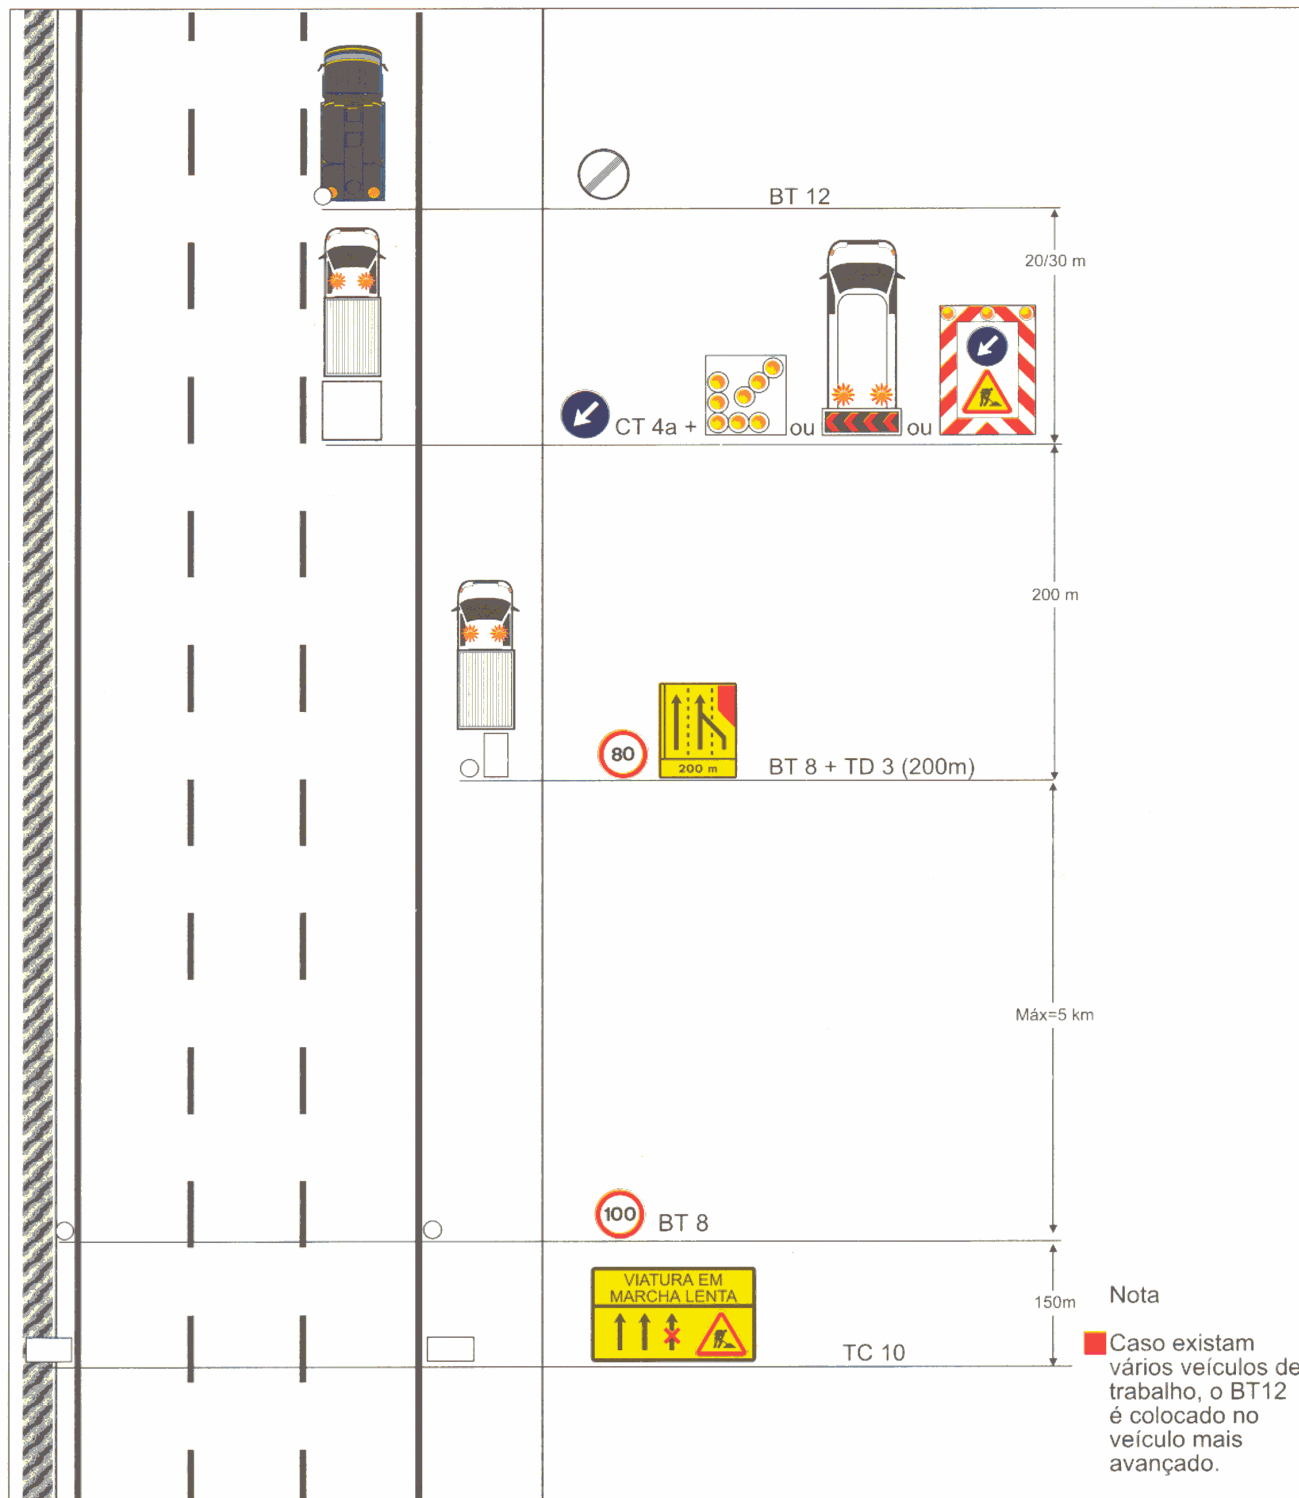 BT 12
20/30 m
CT 4a +
ou
ou
200 m
80
200 m
BT 8 + TD 3 (200m)
Máx=5 km
100
BT 8
VIATURA EM
MARCHA LENTA
150m
TC 10
Nota
Caso existam
vários veículos de
trabalho, o BT12
é colocado no
veículo mais
avançado.